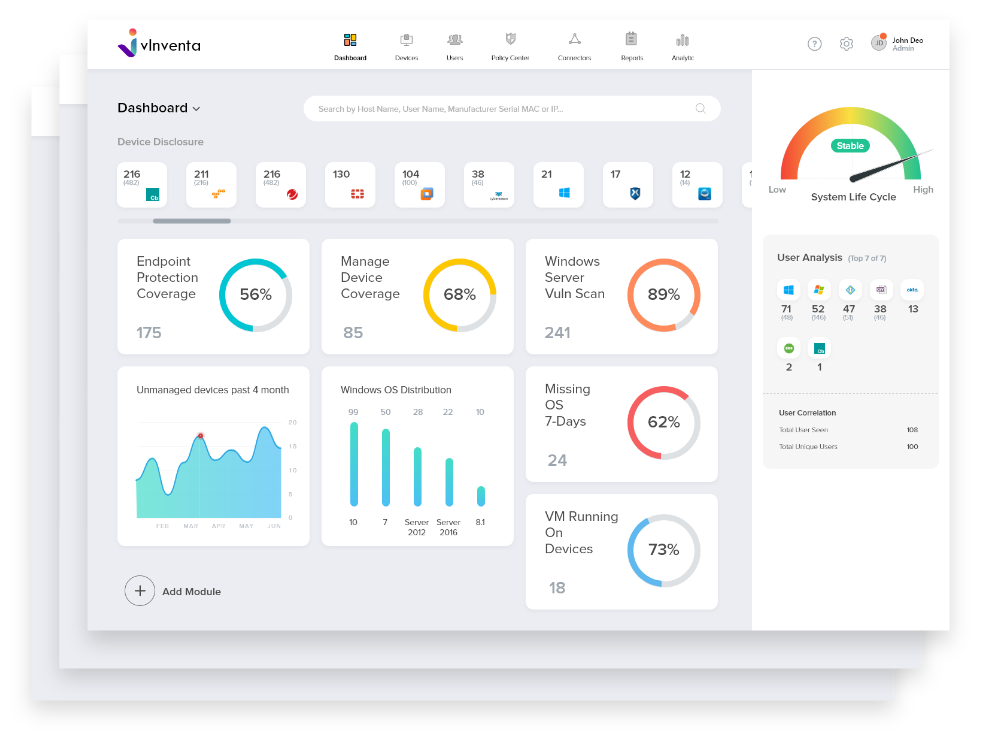 vInventa
Dashboard
Devices
Users
Policy Center
Connectors
Reports
Analytic
?
JD
John Deo
Admin
Dashboard
Search by Host Name, User Name, Manufacturer Serial MAC or IP...
Device Disclosure
216
(482)
Cb
211
(216)
216
(482)
130
104
(100)
38
(46)
21
17
12
(14)
Endpoint
Protection
Coverage
56%
175
Manage
Device
Coverage
68%
85
Windows
Server
Vuln Scan
89%
241
Unmanaged devices past 4 month
20
18
10
5
0
FEB
MAR
APR
MAY
JUN
Windows OS Distribution
99
50
28
22
10
10
7
Server
2012
Server
2016
8.1
Missing
OS
7-Days
62%
24
VM Running
On
Devices
73%
18
+
Add Module
Stable
Low
High
System Life Cycle
User Analysis (Top 7 of 7)
okta
71
52
47
38
13
Cb
2
1
User Correlation
Total User Seen
108
Total Unique Users
100